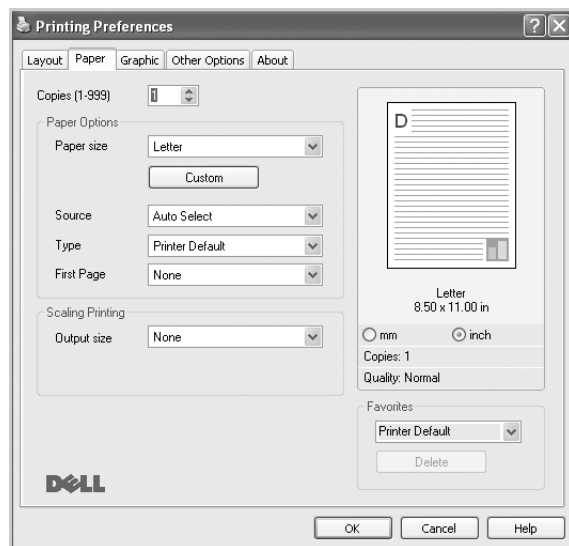 Printing Preferences
Layout Paper Graphic Other Options About
Copies (1-999) 1
Paper Options
Paper size Letter
Custom
Source Auto Select
Type Printer Default
First Page None
Scaling Printing
Output size None
D
Letter
8.50 x 11.00 in
mm inch
Copies: 1
Quality: Normal
Favorites
Printer Default
Delete
DELL
OK Cancel Help